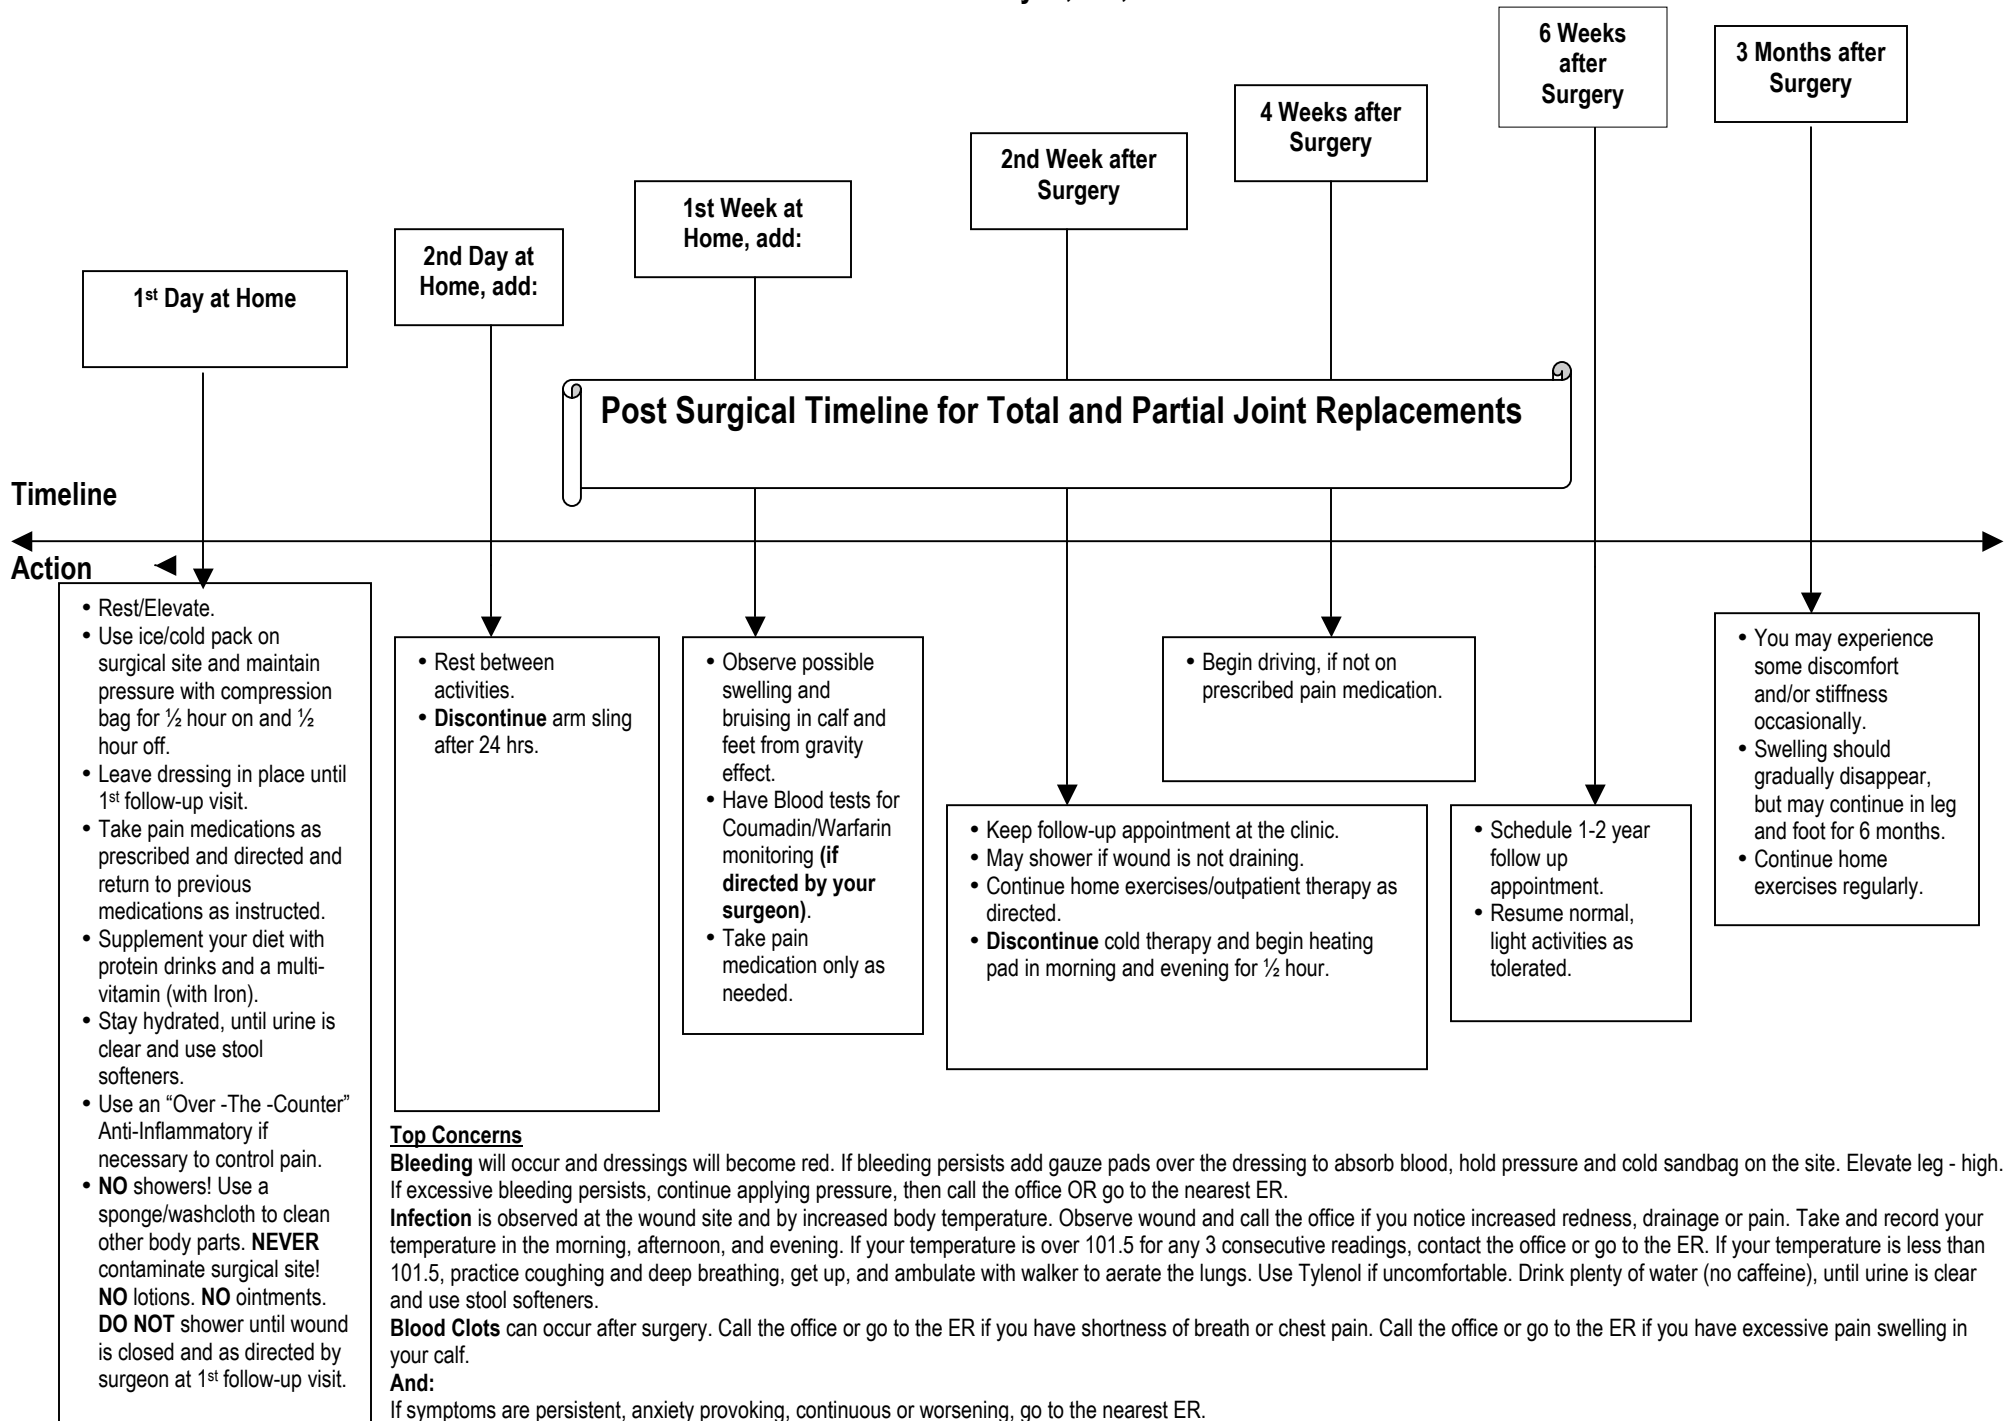 6 Weeks
after
Surgery
3 Months after
Surgery
4 Weeks after
Surgery
2nd Week after
Surgery
1st Week at
Home, add:
2nd Day at
Home, add:
1st Day at Home
Post Surgical Timeline for Total and Partial Joint Replacements
Timeline
Action
• Rest/Elevate.
• Use ice/cold pack on
surgical site and maintain
pressure with compression
bag for ½ hour on and ½
hour off.
• Leave dressing in place until
1st follow-up visit.
• Take pain medications as
prescribed and directed and
return to previous
medications as instructed.
• Supplement your diet with
protein drinks and a multi-
vitamin (with Iron).
• Stay hydrated, until urine is
clear and use stool
softeners.
• Use an “Over -The -Counter”
Anti-Inflammatory if
necessary to control pain.
• NO showers! Use a
sponge/washcloth to clean
other body parts. NEVER
contaminate surgical site!
NO lotions. NO ointments.
DO NOT shower until wound
is closed and as directed by
surgeon at 1st follow-up visit.
• Rest between
activities.
• Discontinue arm sling
after 24 hrs.
• Observe possible
swelling and
bruising in calf and
feet from gravity
effect.
• Have Blood tests for
Coumadin/Warfarin
monitoring (if
directed by your
surgeon).
• Take pain
medication only as
needed.
• Keep follow-up appointment at the clinic.
• May shower if wound is not draining.
• Continue home exercises/outpatient therapy as
directed.
• Discontinue cold therapy and begin heating
pad in morning and evening for ½ hour.
• Begin driving, if not on
prescribed pain medication.
• Schedule 1-2 year
follow up
appointment.
• Resume normal,
light activities as
tolerated.
• You may experience
some discomfort
and/or stiffness
occasionally.
• Swelling should
gradually disappear,
but may continue in leg
and foot for 6 months.
• Continue home
exercises regularly.
Top Concerns
Bleeding will occur and dressings will become red. If bleeding persists add gauze pads over the dressing to absorb blood, hold pressure and cold sandbag on the site. Elevate leg - high.
If excessive bleeding persists, continue applying pressure, then call the office OR go to the nearest ER.
Infection is observed at the wound site and by increased body temperature. Observe wound and call the office if you notice increased redness, drainage or pain. Take and record your
temperature in the morning, afternoon, and evening. If your temperature is over 101.5 for any 3 consecutive readings, contact the office or go to the ER. If your temperature is less than
101.5, practice coughing and deep breathing, get up, and ambulate with walker to aerate the lungs. Use Tylenol if uncomfortable. Drink plenty of water (no caffeine), until urine is clear
and use stool softeners.
Blood Clots can occur after surgery. Call the office or go to the ER if you have shortness of breath or chest pain. Call the office or go to the ER if you have excessive pain swelling in
your calf.
And:
If symptoms are persistent, anxiety provoking, continuous or worsening, go to the nearest ER.